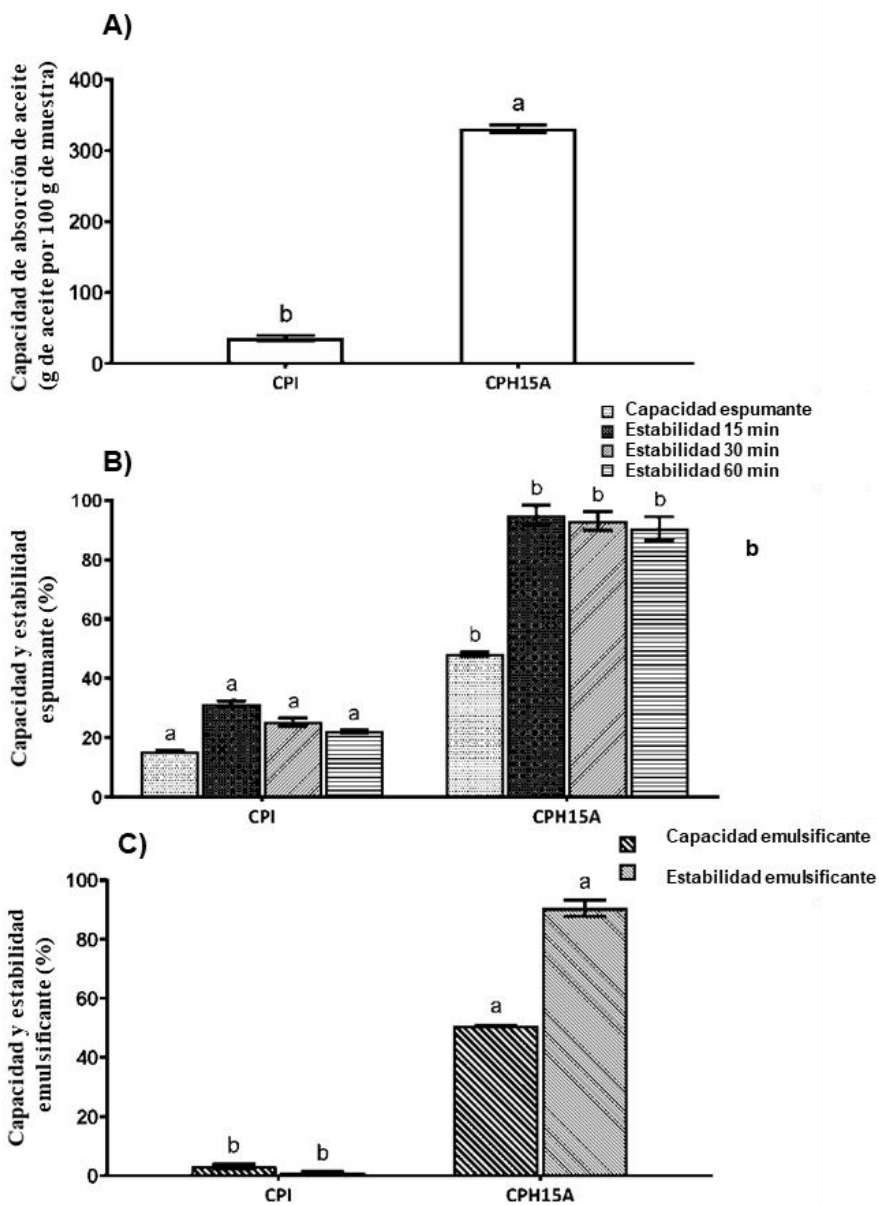 A)
Capacidad de absorción de aceite
(g de aceite por 100 g de muestra)
400
300
200
100
0
b
a
CPI
CPH15A
Capacidad espumante
Estabilidad 15 min
Estabilidad 30 min
Estabilidad 60 min
B)
Capacidad y estabilidad
espumante (%)
100
80
60
40
20
0
a
a
a
a
b
b
b
b
b
CPI
CPH15A
C)
Capacidad emulsificante
Estabilidad emulsificante
Capacidad y estabilidad
emulsificante (%)
100
80
60
40
20
0
b
b
a
a
CPI
CPH15A